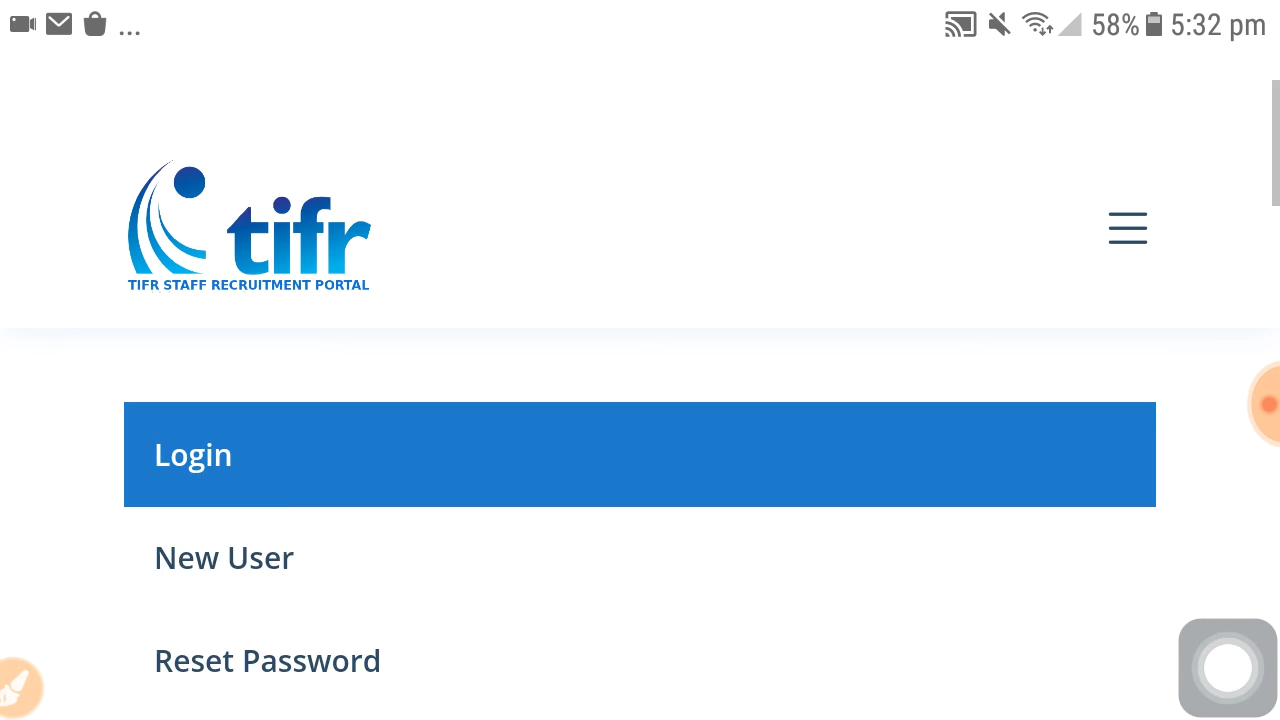 ... 58% 5:32 pm
tifr
TIFR STAFF RECRUITMENT PORTAL
Login
New User
Reset Password